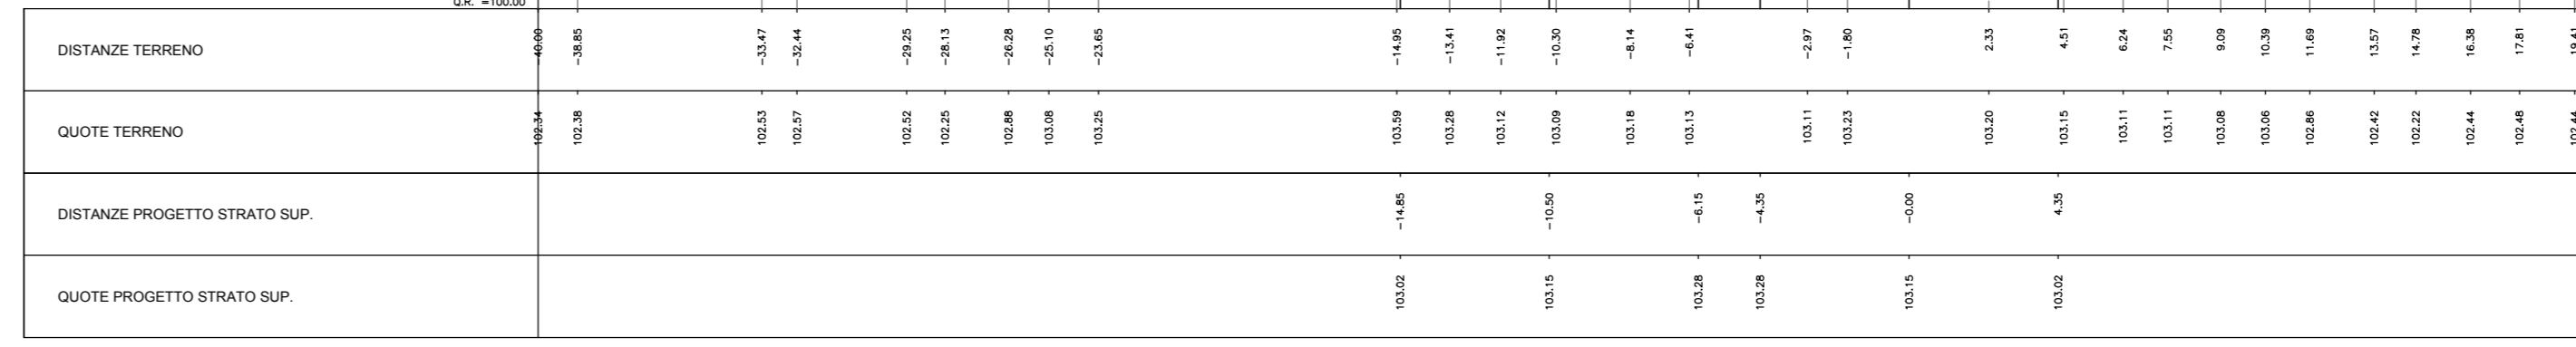 Q.R. =100.00
DISTANZE TERRENO -40.00 -38.85 -33.47 -32.44 -29.25 -28.13 -26.28 -25.10 -23.65 -14.95 -13.41 -11.92 -10.30 -8.14 -6.41 -2.97 -1.80 2.33 4.51 6.24 7.55 9.09 10.39 11.69 13.57 14.78 16.38 17.81 19.41
QUOTE TERRENO 102.34 102.38 102.53 102.57 102.52 102.25 102.88 103.08 103.25 103.59 103.28 103.12 103.09 103.18 103.13 103.11 103.23 103.20 103.15 103.11 103.11 103.08 103.06 102.86 102.42 102.22 102.44 102.48 102.44
DISTANZE PROGETTO STRATO SUP. -14.85 -10.50 -6.15 -4.35 -0.00 4.35
QUOTE PROGETTO STRATO SUP. 103.02 103.15 103.28 103.28 103.15 103.02